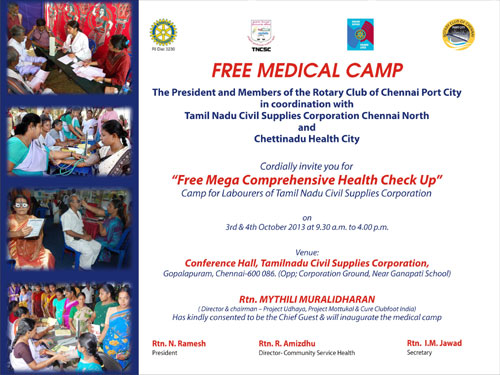 RI Dist 3230
TNCSC
FREE MEDICAL CAMP
The President and Members of the Rotary Club of Chennai Port City
in coordination with
Tamil Nadu Civil Supplies Corporation Chennai North
and
Chettinadu Health City
Cordially invite you for
“Free Mega Comprehensive Health Check Up”
Camp for Labourers of Tamil Nadu Civil Supplies Corporation
on
3rd & 4th October 2013 at 9.30 a.m. to 4.00 p.m.
Venue:
Conference Hall, Tamilnadu Civil Supplies Corporation,
Gopalapuram, Chennai-600 086. (Opp; Corporation Ground, Near Ganapati School)
Rtn. MYTHILI MURALIDHARAN
( Director & chairman – Project Udhaya, Project Mottukal & Cure Clubfoot India)
Has kindly consented to be the Chief Guest & will inaugurate the medical camp
Rtn. N. Ramesh
President
Rtn. R. Amizdhu
Director- Community Service Health
Rtn. I.M. Jawad
Secretary